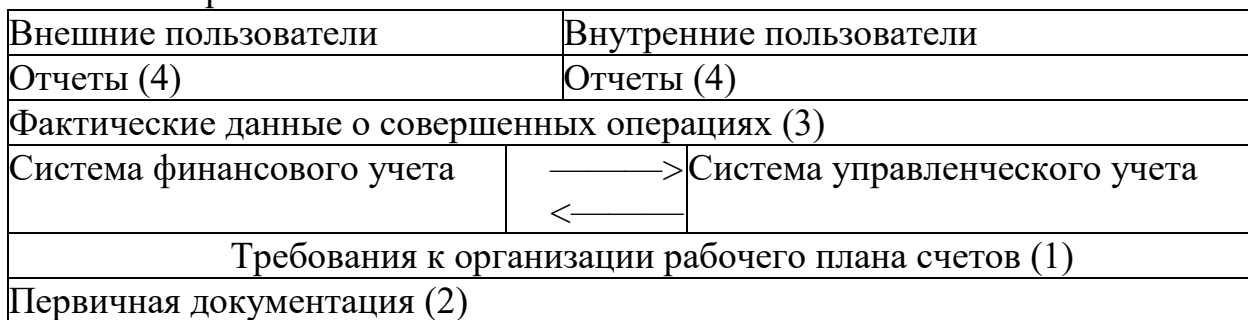 Внешние пользователи Внутренние пользователи
Отчеты (4) Отчеты (4)
Фактические данные о совершенных операциях (3)
Система финансового учета ———> Система управленческого учета
<———
Требования к организации рабочего плана счетов (1)
Первичная документация (2)